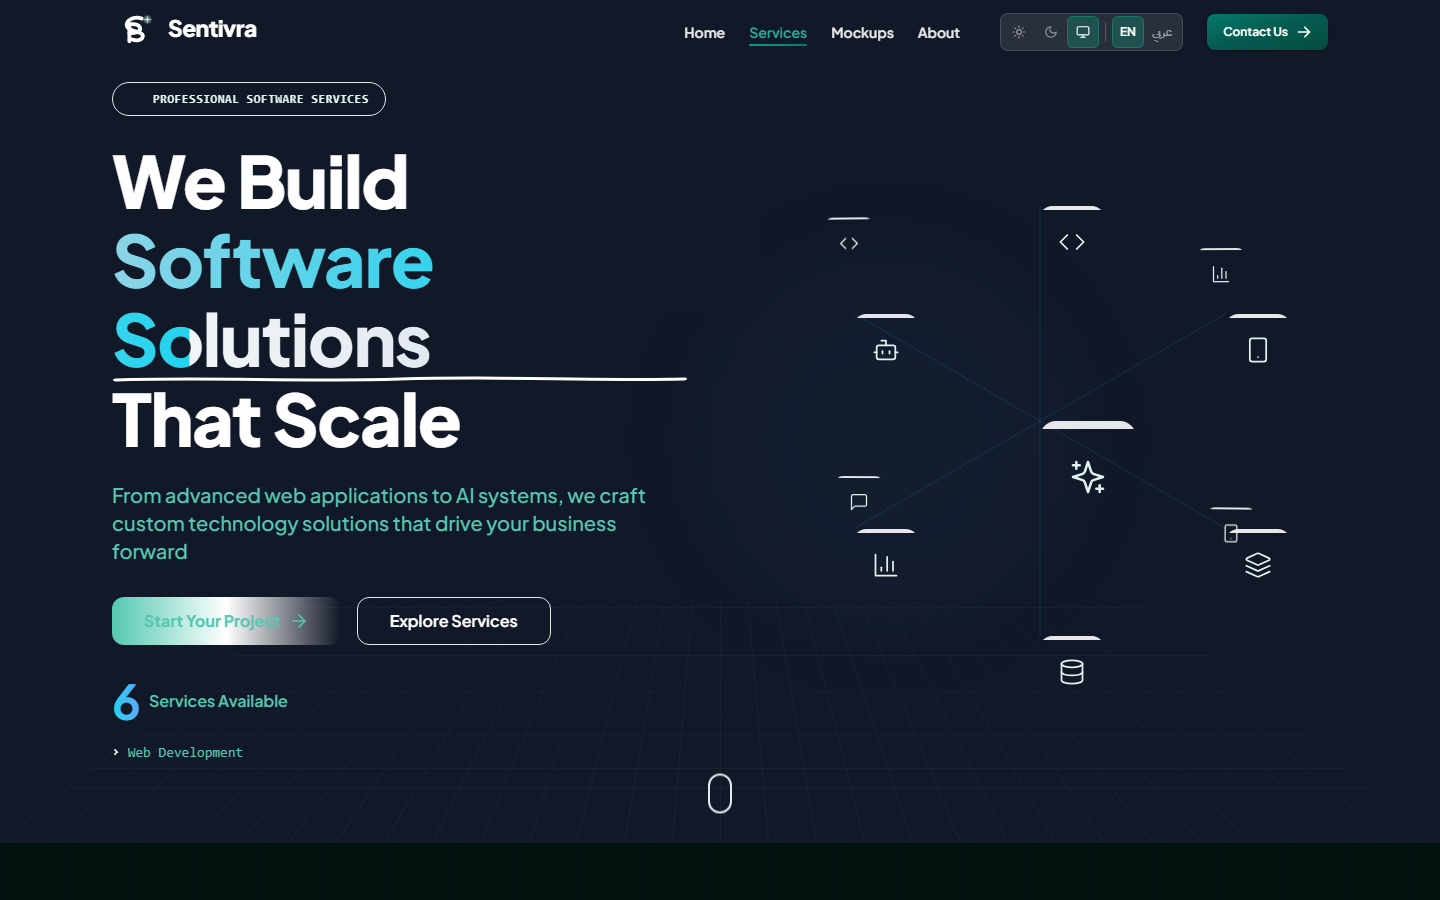 Sentivra
Home Services Mockups About EN عربي Contact Us
PROFESSIONAL SOFTWARE SERVICES
We Build
Software
Solutions
That Scale
From advanced web applications to AI systems, we craft
custom technology solutions that drive your business
forward
Start Your Project Explore Services
6 Services Available
› Web Development